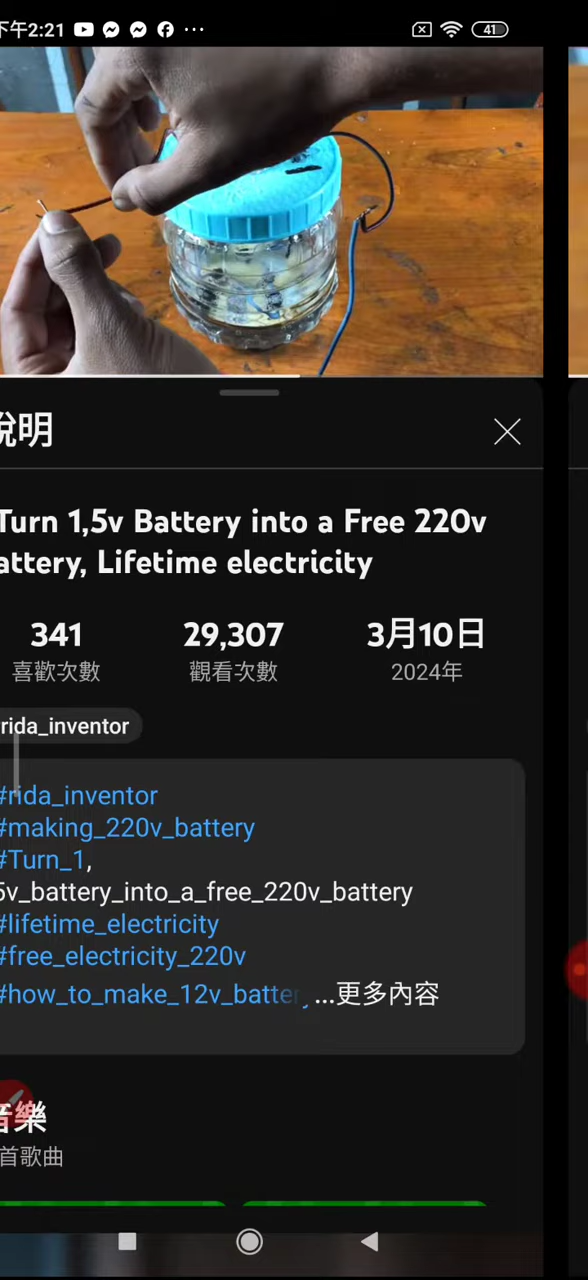 下午2:21
41
說明
Turn 1,5v Battery into a Free 220v
attery, Lifetime electricity
341
29,307
3月10日
喜歡次數
觀看次數
2024年
rida_inventor
#rida_inventor
#making_220v_battery
#Turn_1,
5v_battery_into_a_free_220v_battery
#lifetime_electricity
#free_electricity_220v
#how_to_make_12v_batter ...更多內容
音樂
首歌曲